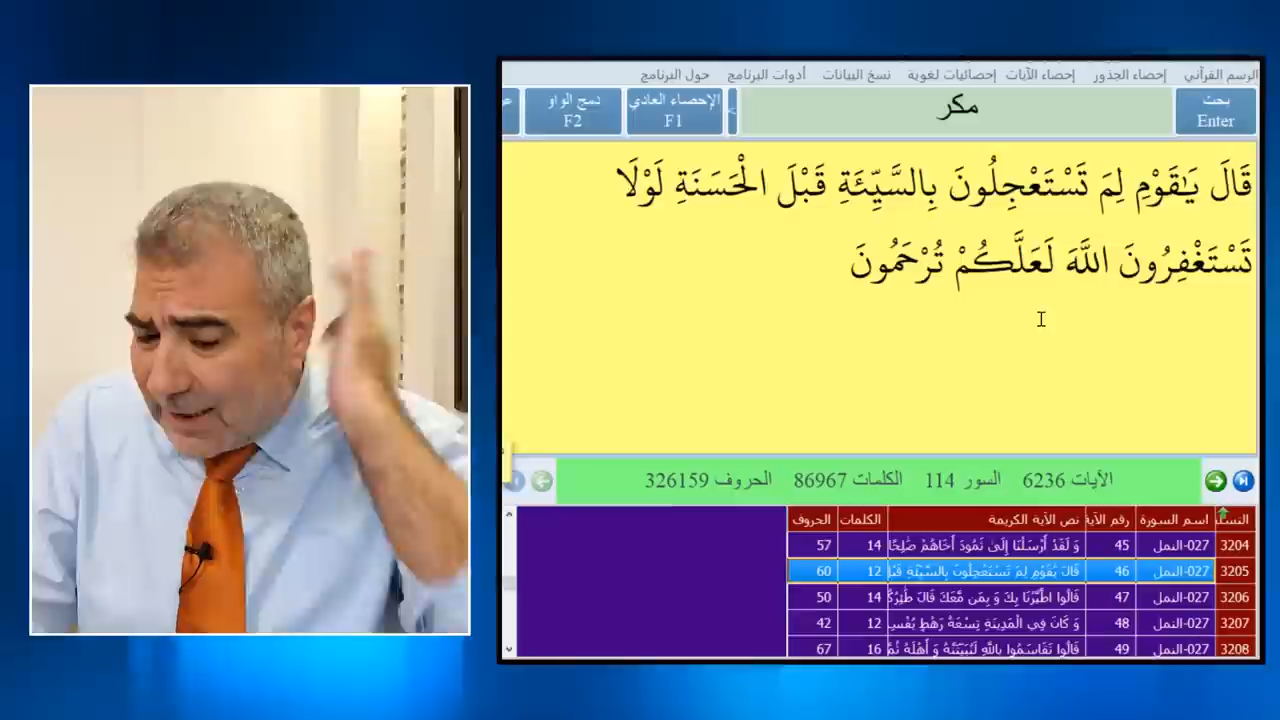 الرسم القرآني إحصاء الجذور إحصاء الآيات إحصائيات لغوية نسخ البيانات أدوات البرنامج حول البرنامج
بحث
Enter
مكر
>
الإحصاء العادي
F1
دمج الواو
F2
قَالَ يَٰقَوْمِ لِمَ تَسْتَعْجِلُونَ بِالسَّيِّئَةِ قَبْلَ الْحَسَنَةِ لَوْلَا
تَسْتَغْفِرُونَ اللَّهَ لَعَلَّكُمْ تُرْحَمُونَ
الآيات 6236 السور 114 الكلمات 86967 الحروف 326159
اسم السورة رقم الآية نص الآية الكريمة الكلمات الحروف
3204 027-النمل 45 وَ لَقَدْ أَرْسَلْنَا إِلَىٰ ثَمُودَ أَخَاهُمْ صَٰلِحًا 14 57
3205 027-النمل 46 قَالَ يَٰقَوْمِ لِمَ تَسْتَعْجِلُونَ بِالسَّيِّئَةِ قَبْلَ 12 60
3206 027-النمل 47 قَالُوا اطَّيَّرْنَا بِكَ وَ بِمَن مَّعَكَ قَالَ طَٰئِرُكُ 14 50
3207 027-النمل 48 وَ كَانَ فِي الْمَدِينَةِ تِسْعَةُ رَهْطٍ يُفْسِ 12 42
3208 027-النمل 49 قَالُوا تَقَاسَمُوا بِاللَّهِ لَنُبَيِّتَنَّهُ وَ أَهْلَهُ ثُمَّ 16 67